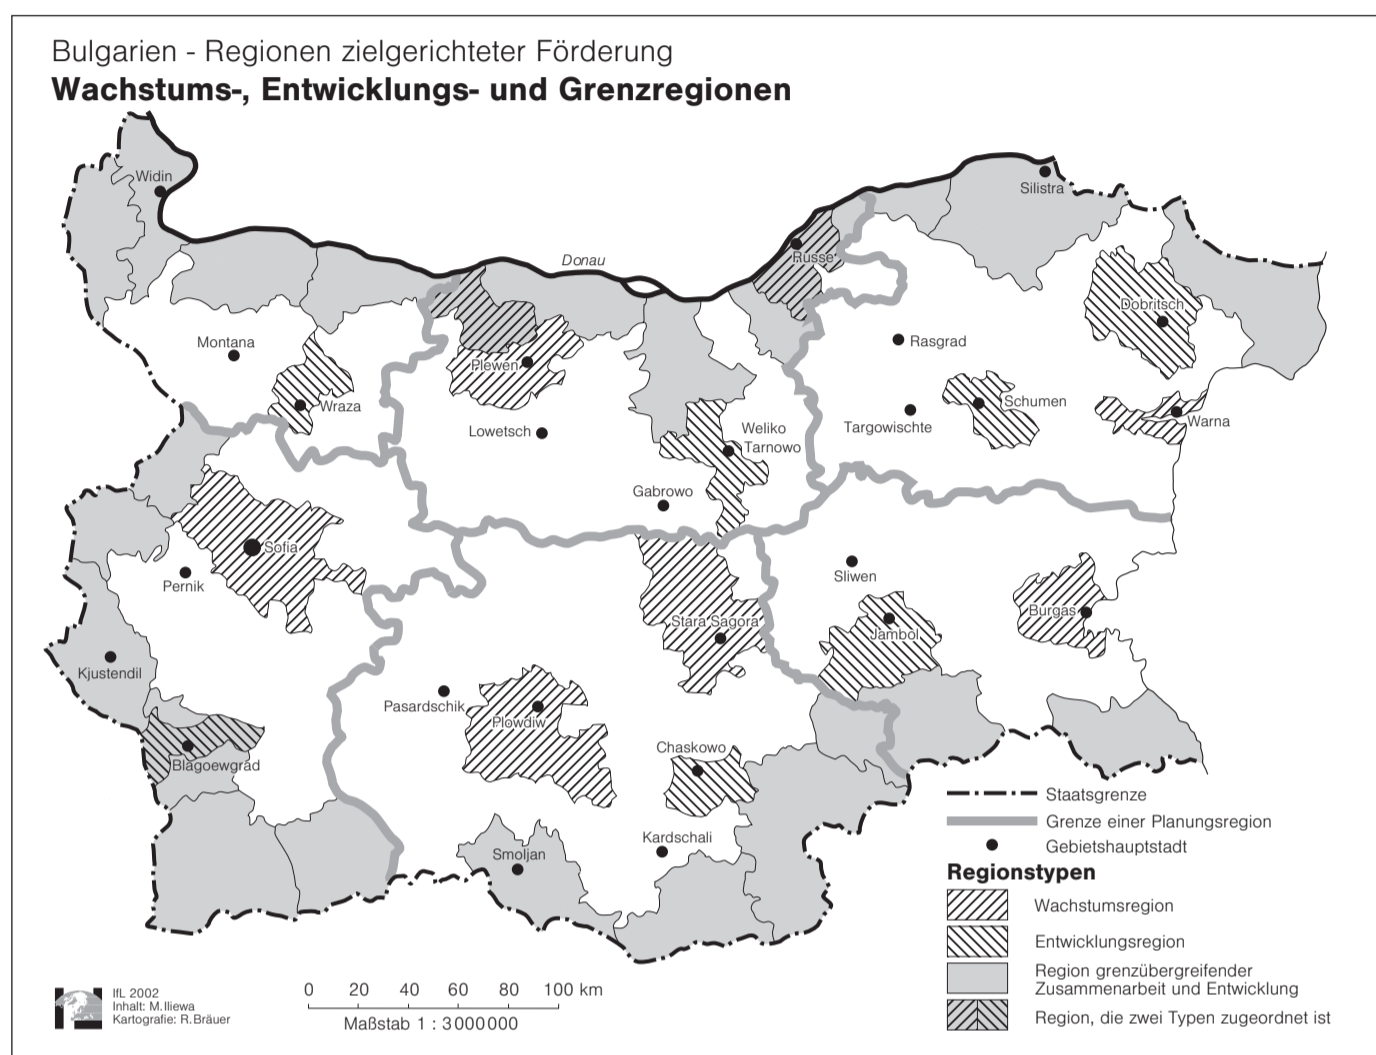 Bulgarien - Regionen zielgerichteter Förderung
Wachstums-, Entwicklungs- und Grenzregionen
Widin
Silistra
Donau
Russe
Dobritsch
Montana
Rasgrad
Plewen
Wraza
Schumen
Lowetsch
Weliko
Tarnowo
Targowischte
Warna
Gabrowo
Sofia
Pernik
Sliwen
Burgas
Stara Sagora
Jambol
Kjustendil
Pasardschik
Plowdiw
Chaskowo
Blagoewgrad
Kardschali
Smoljan
Staatsgrenze
Grenze einer Planungsregion
Gebietshauptstadt
Regionstypen
Wachstumsregion
Entwicklungsregion
Region grenzübergreifender
Zusammenarbeit und Entwicklung
Region, die zwei Typen zugeordnet ist
IfL 2002
Inhalt: M.Iliewa
Kartografie: R.Bräuer
0 20 40 60 80 100 km
Maßstab 1 : 3000000